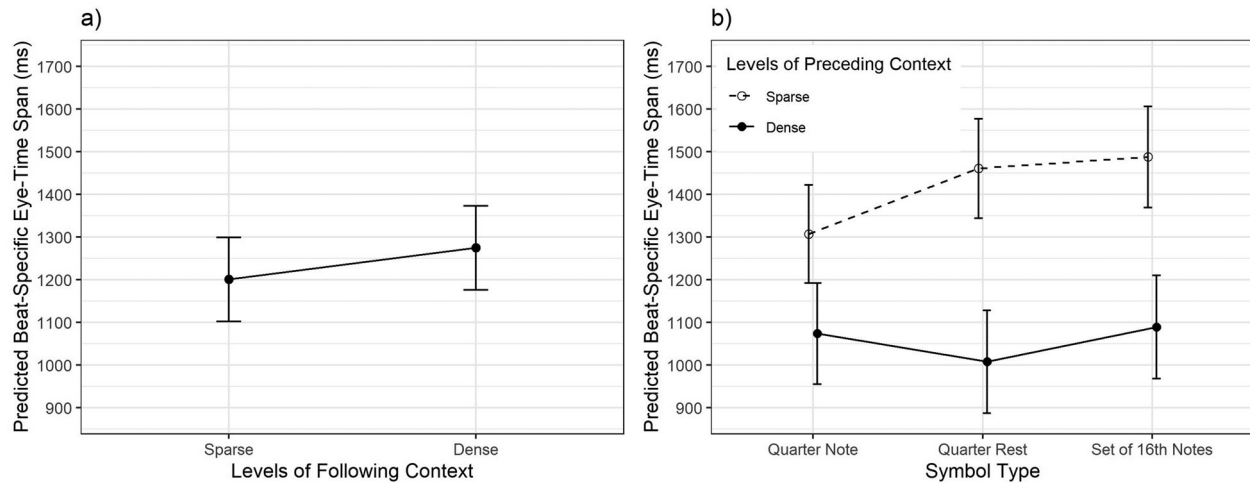 a)
Predicted Beat-Specific Eye-Time Span (ms)
1700
1600
1500
1400
1300
1200
1100
1000
900
Sparse
Dense
Levels of Following Context
b)
Predicted Beat-Specific Eye-Time Span (ms)
1700
1600
1500
1400
1300
1200
1100
1000
900
Levels of Preceding Context
Sparse
Dense
Quarter Note
Quarter Rest
Set of 16th Notes
Symbol Type